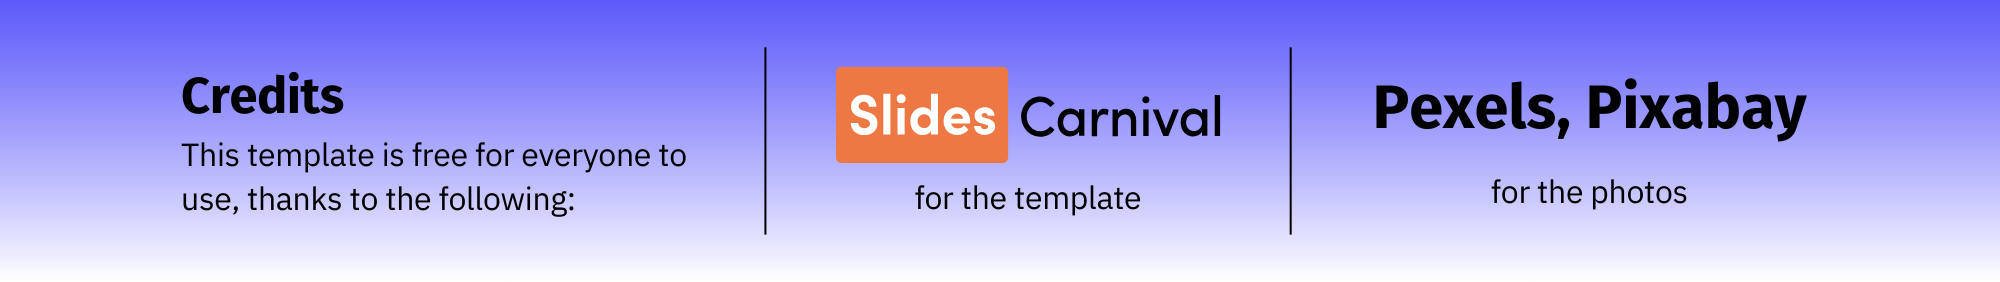 Credits
This template is free for everyone to
use, thanks to the following:
Slides Carnival
for the template
Pexels, Pixabay
for the photos